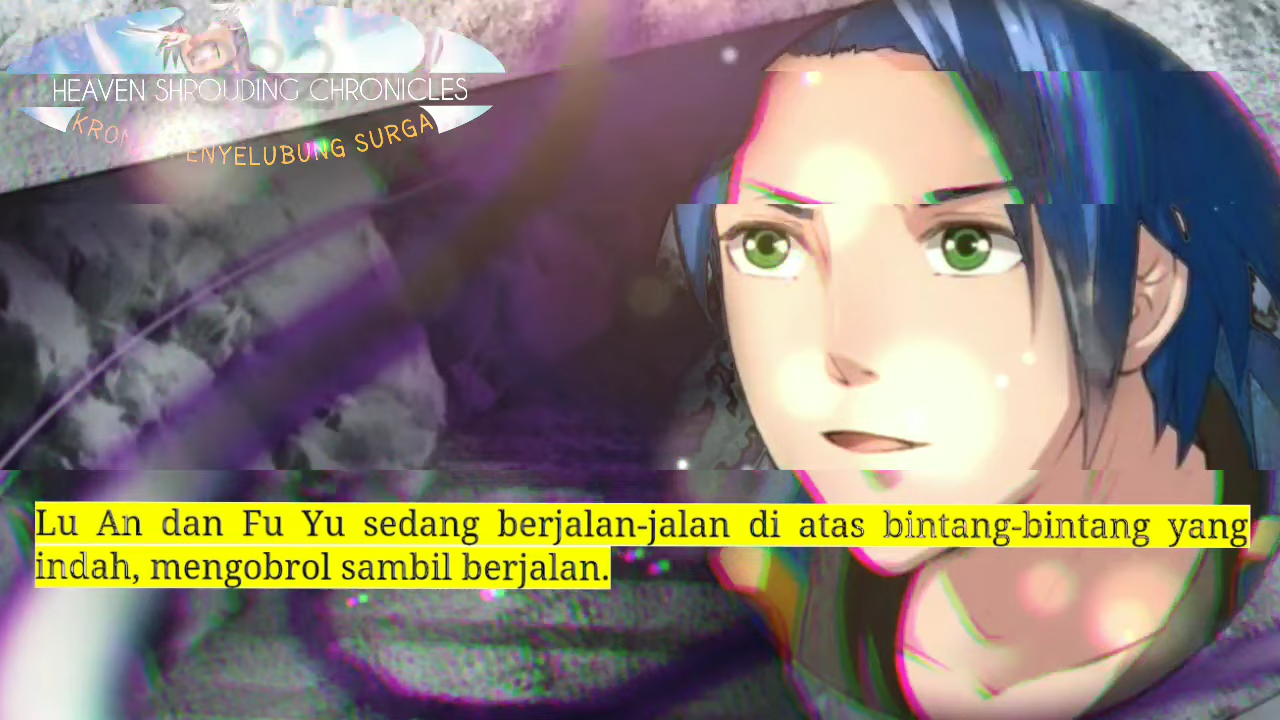 HEAVEN SHROUDING CHRONICLES
PENYELUBUNG SURGA
Lu An dan Fu Yu sedang berjalan-jalan di atas bintang-bintang yang
indah, mengobrol sambil berjalan.